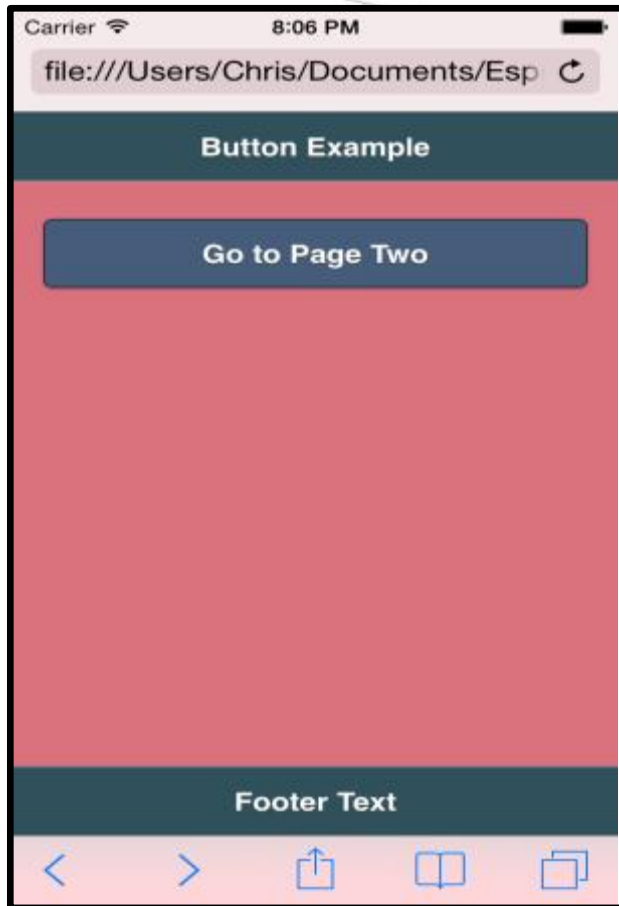 Carrier 8:06 PM
file:///Users/Chris/Documents/Esp
Button Example
Go to Page Two
Footer Text